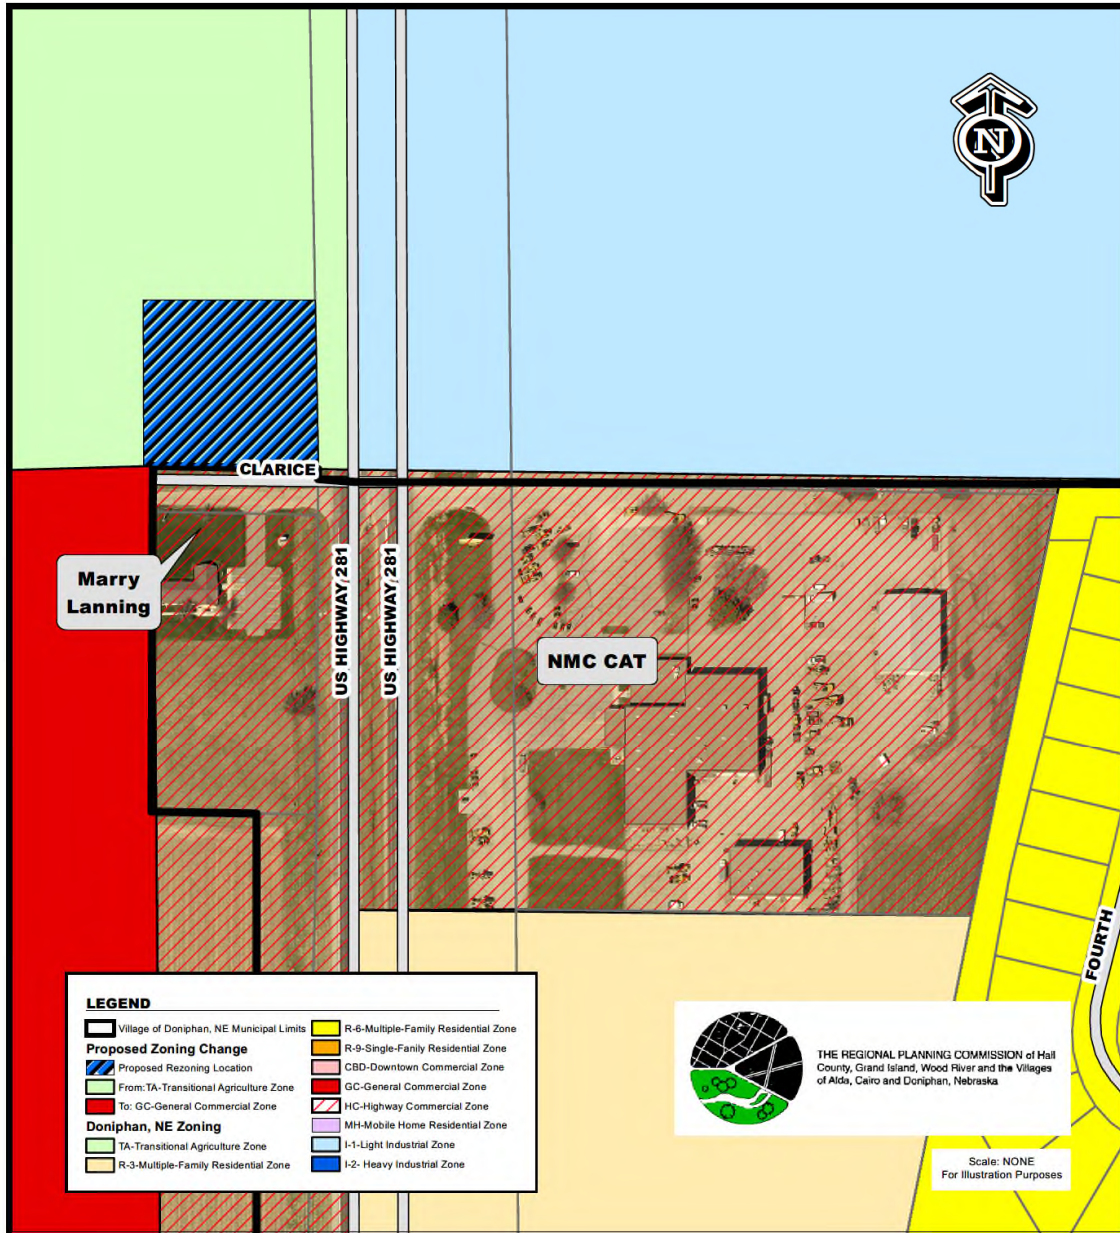 N
CLARICE
Marry
Lanning
US HIGHWAY 281
US HIGHWAY 281
NMC CAT
FOURTH
LEGEND
Village of Doniphan, NE Municipal Limits
Proposed Zoning Change
Proposed Rezoning Location
From:TA-Transitional Agriculture Zone
To: GC-General Commercial Zone
Doniphan, NE Zoning
TA-Transitional Agriculture Zone
R-3-Multiple-Family Residential Zone
R-6-Multiple-Family Residential Zone
R-9-Single-Family Residential Zone
CBD-Downtown Commercial Zone
GC-General Commercial Zone
HC-Highway Commercial Zone
MH-Mobile Home Residential Zone
I-1-Light Industrial Zone
I-2- Heavy Industrial Zone
THE REGIONAL PLANNING COMMISSION of Hall
County, Grand Island, Wood River and the Villages
of Alda, Cairo and Doniphan, Nebraska
Scale: NONE
For Illustration Purposes